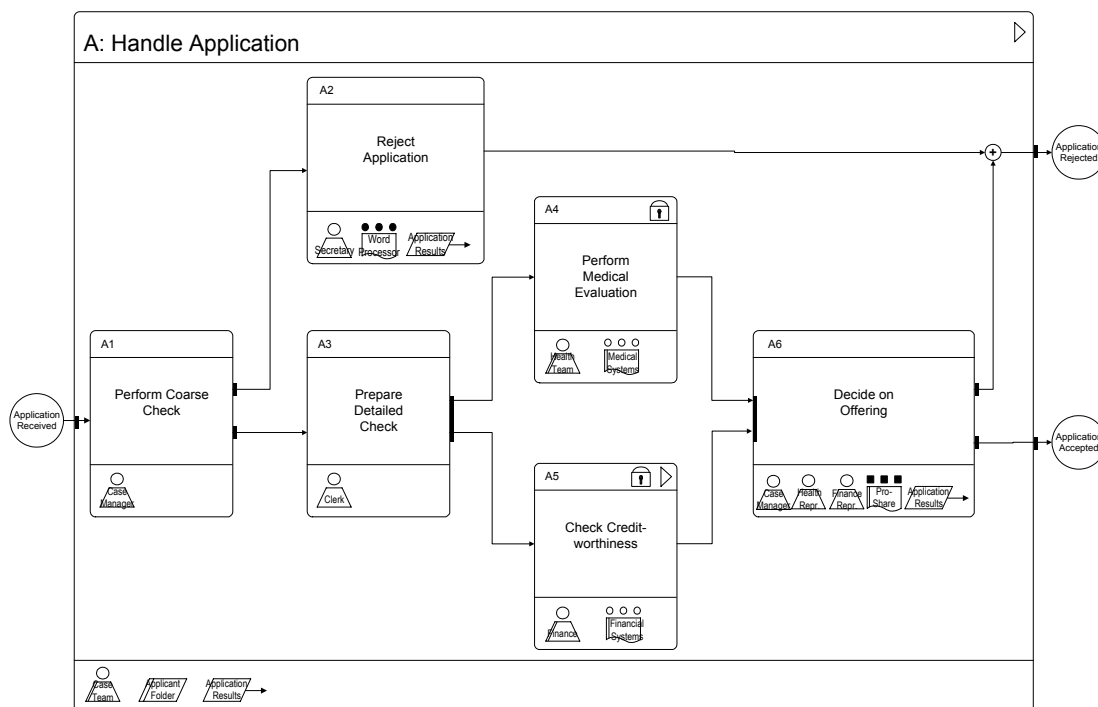 A: Handle Application
A2
Reject
Application
Secretary
Word
Processor
Application
Results
+
Application
Rejected
A4
Perform
Medical
Evaluation
Health
Team
Medical
Systems
A1
Perform Coarse
Check
Case
Manager
A3
Prepare
Detailed
Check
Clerk
A6
Decide on
Offering
Case
Manager
Health
Repr.
Finance
Repr.
Pro-
Share
Application
Results
Application
Received
Application
Accepted
A5
Check Credit-
worthiness
Finance
Financial
Systems
Case
Team
Applicant
Folder
Application
Results